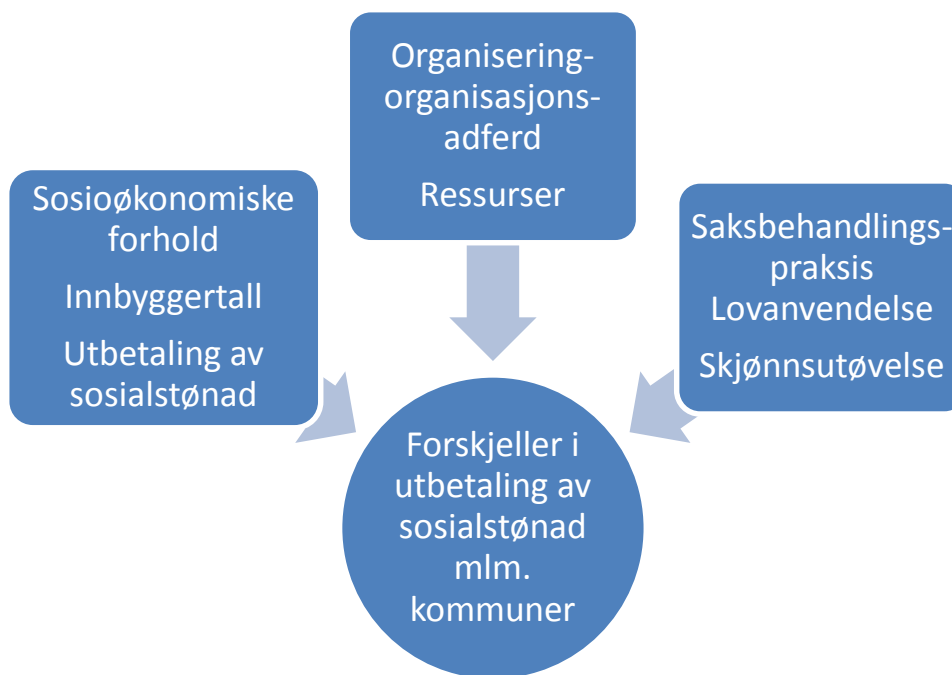 Organisering-
organisasjons-
adferd
Ressurser
Sosioøkonomiske
forhold
Innbyggertall
Utbetaling av
sosialstønad
Saksbehandlings-
praksis
Lovanvendelse
Skjønnsutøvelse
Forskjeller i
utbetaling av
sosialstønad
mlm.
kommuner